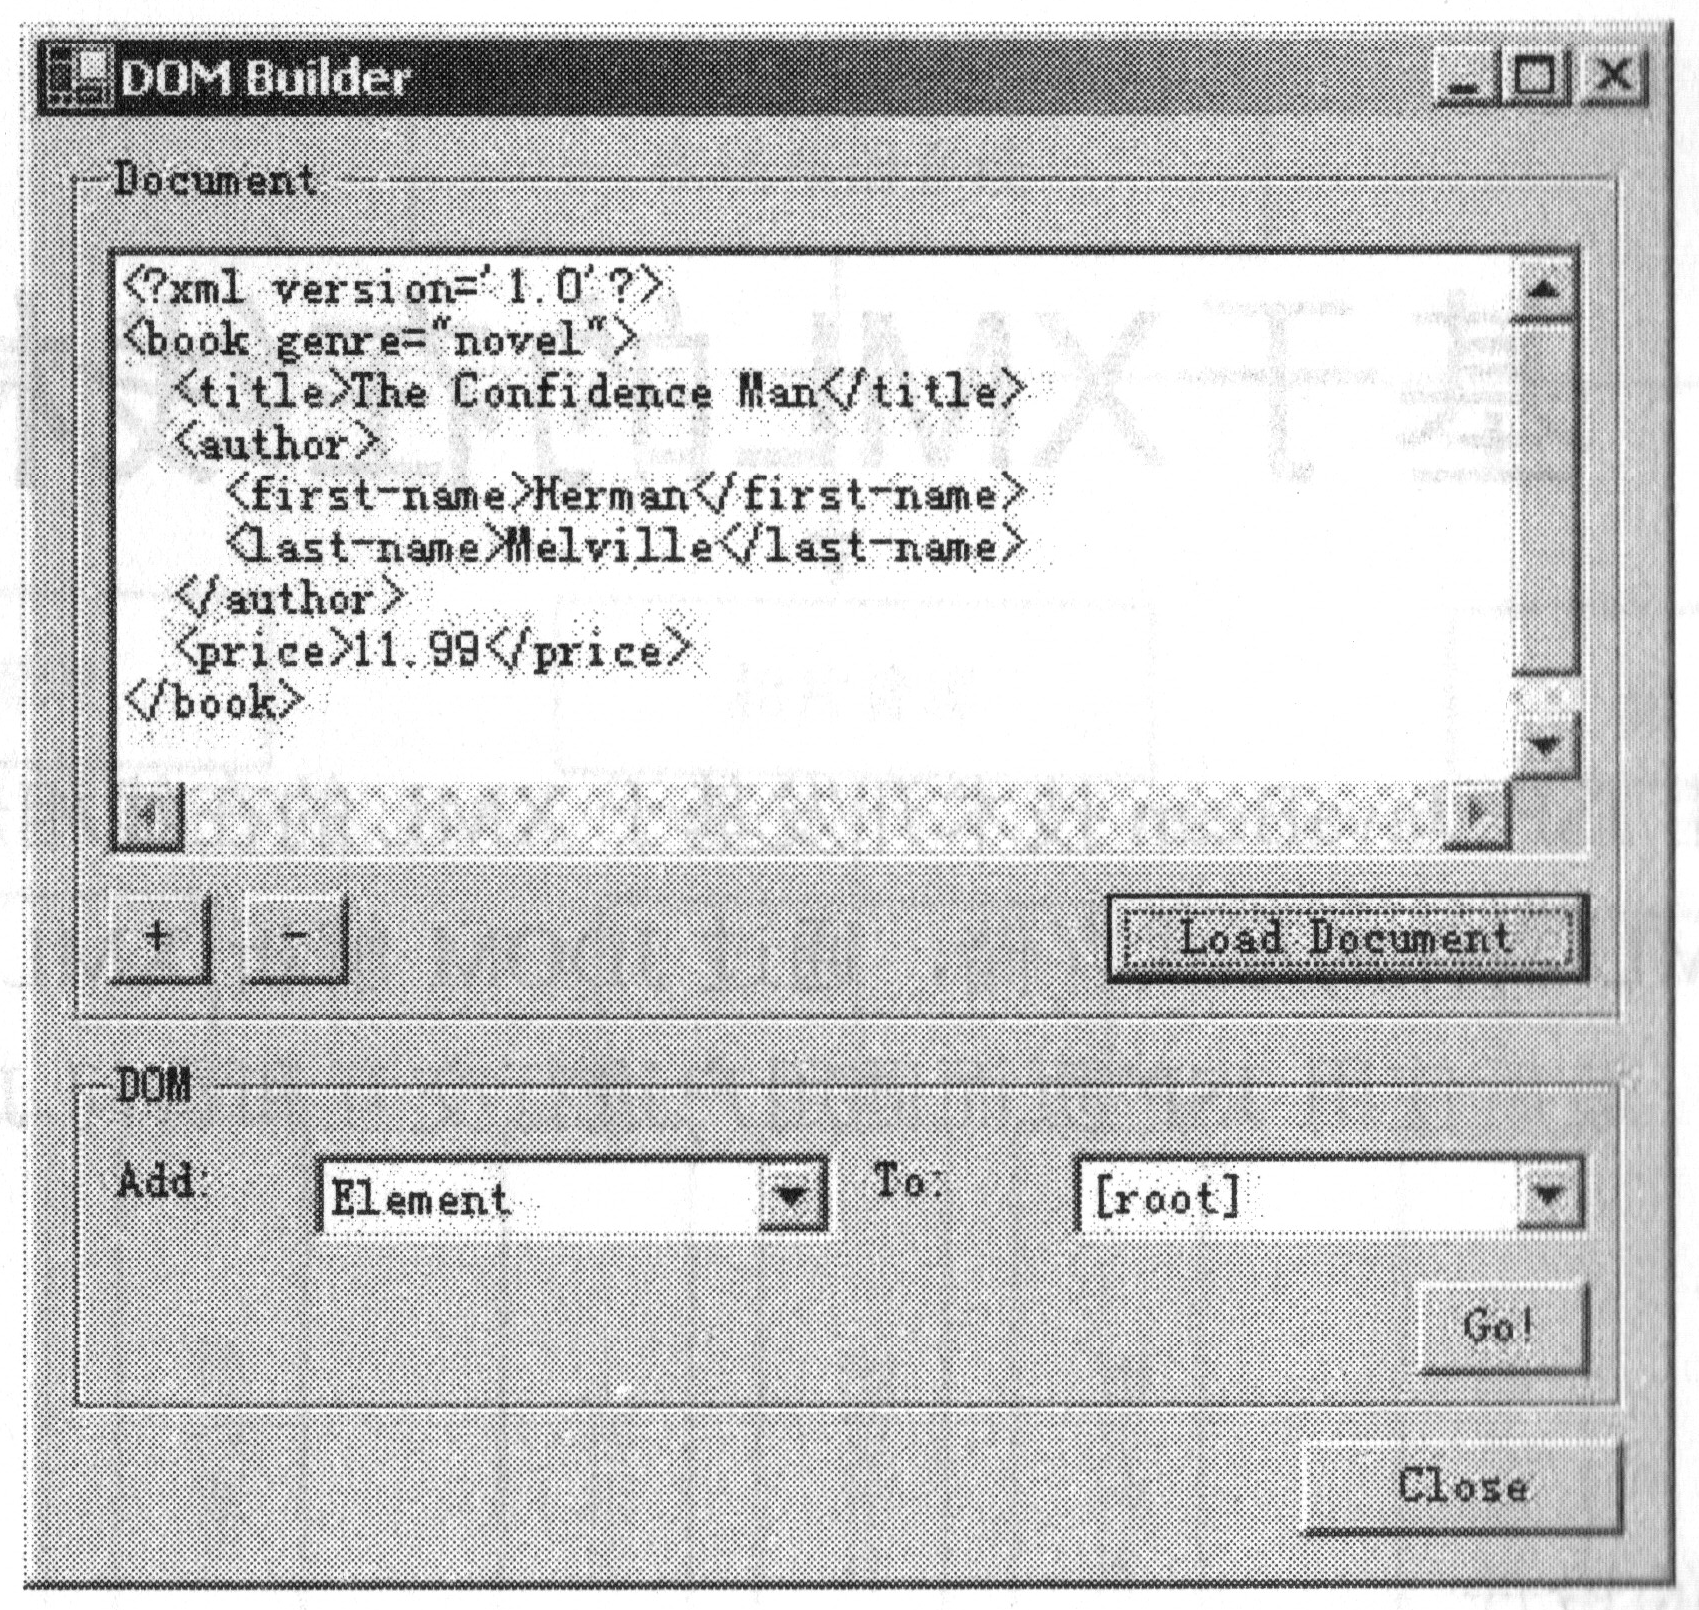 DOM Builder
Document
<?xml version='1.0'?>
<book genre="novel">
  <title>The Confidence Man</title>
  <author>
    <first-name>Herman</first-name>
    <last-name>Melville</last-name>
  </author>
  <price>11.99</price>
</book>
+ -
Load Document
DOM
Add: Element To: [root]
Go!
Close